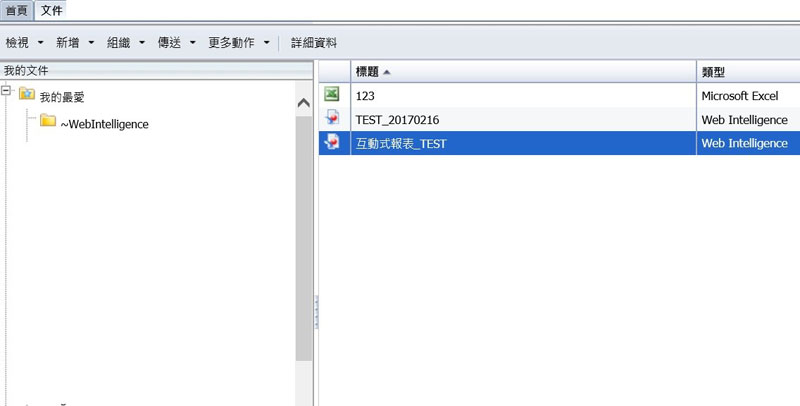 首頁 文件
檢視 新增 組織 傳送 更多動作 詳細資料
我的文件
我的最愛
~WebIntelligence
標題 類型
123 Microsoft Excel
TEST_20170216 Web Intelligence
互動式報表_TEST Web Intelligence